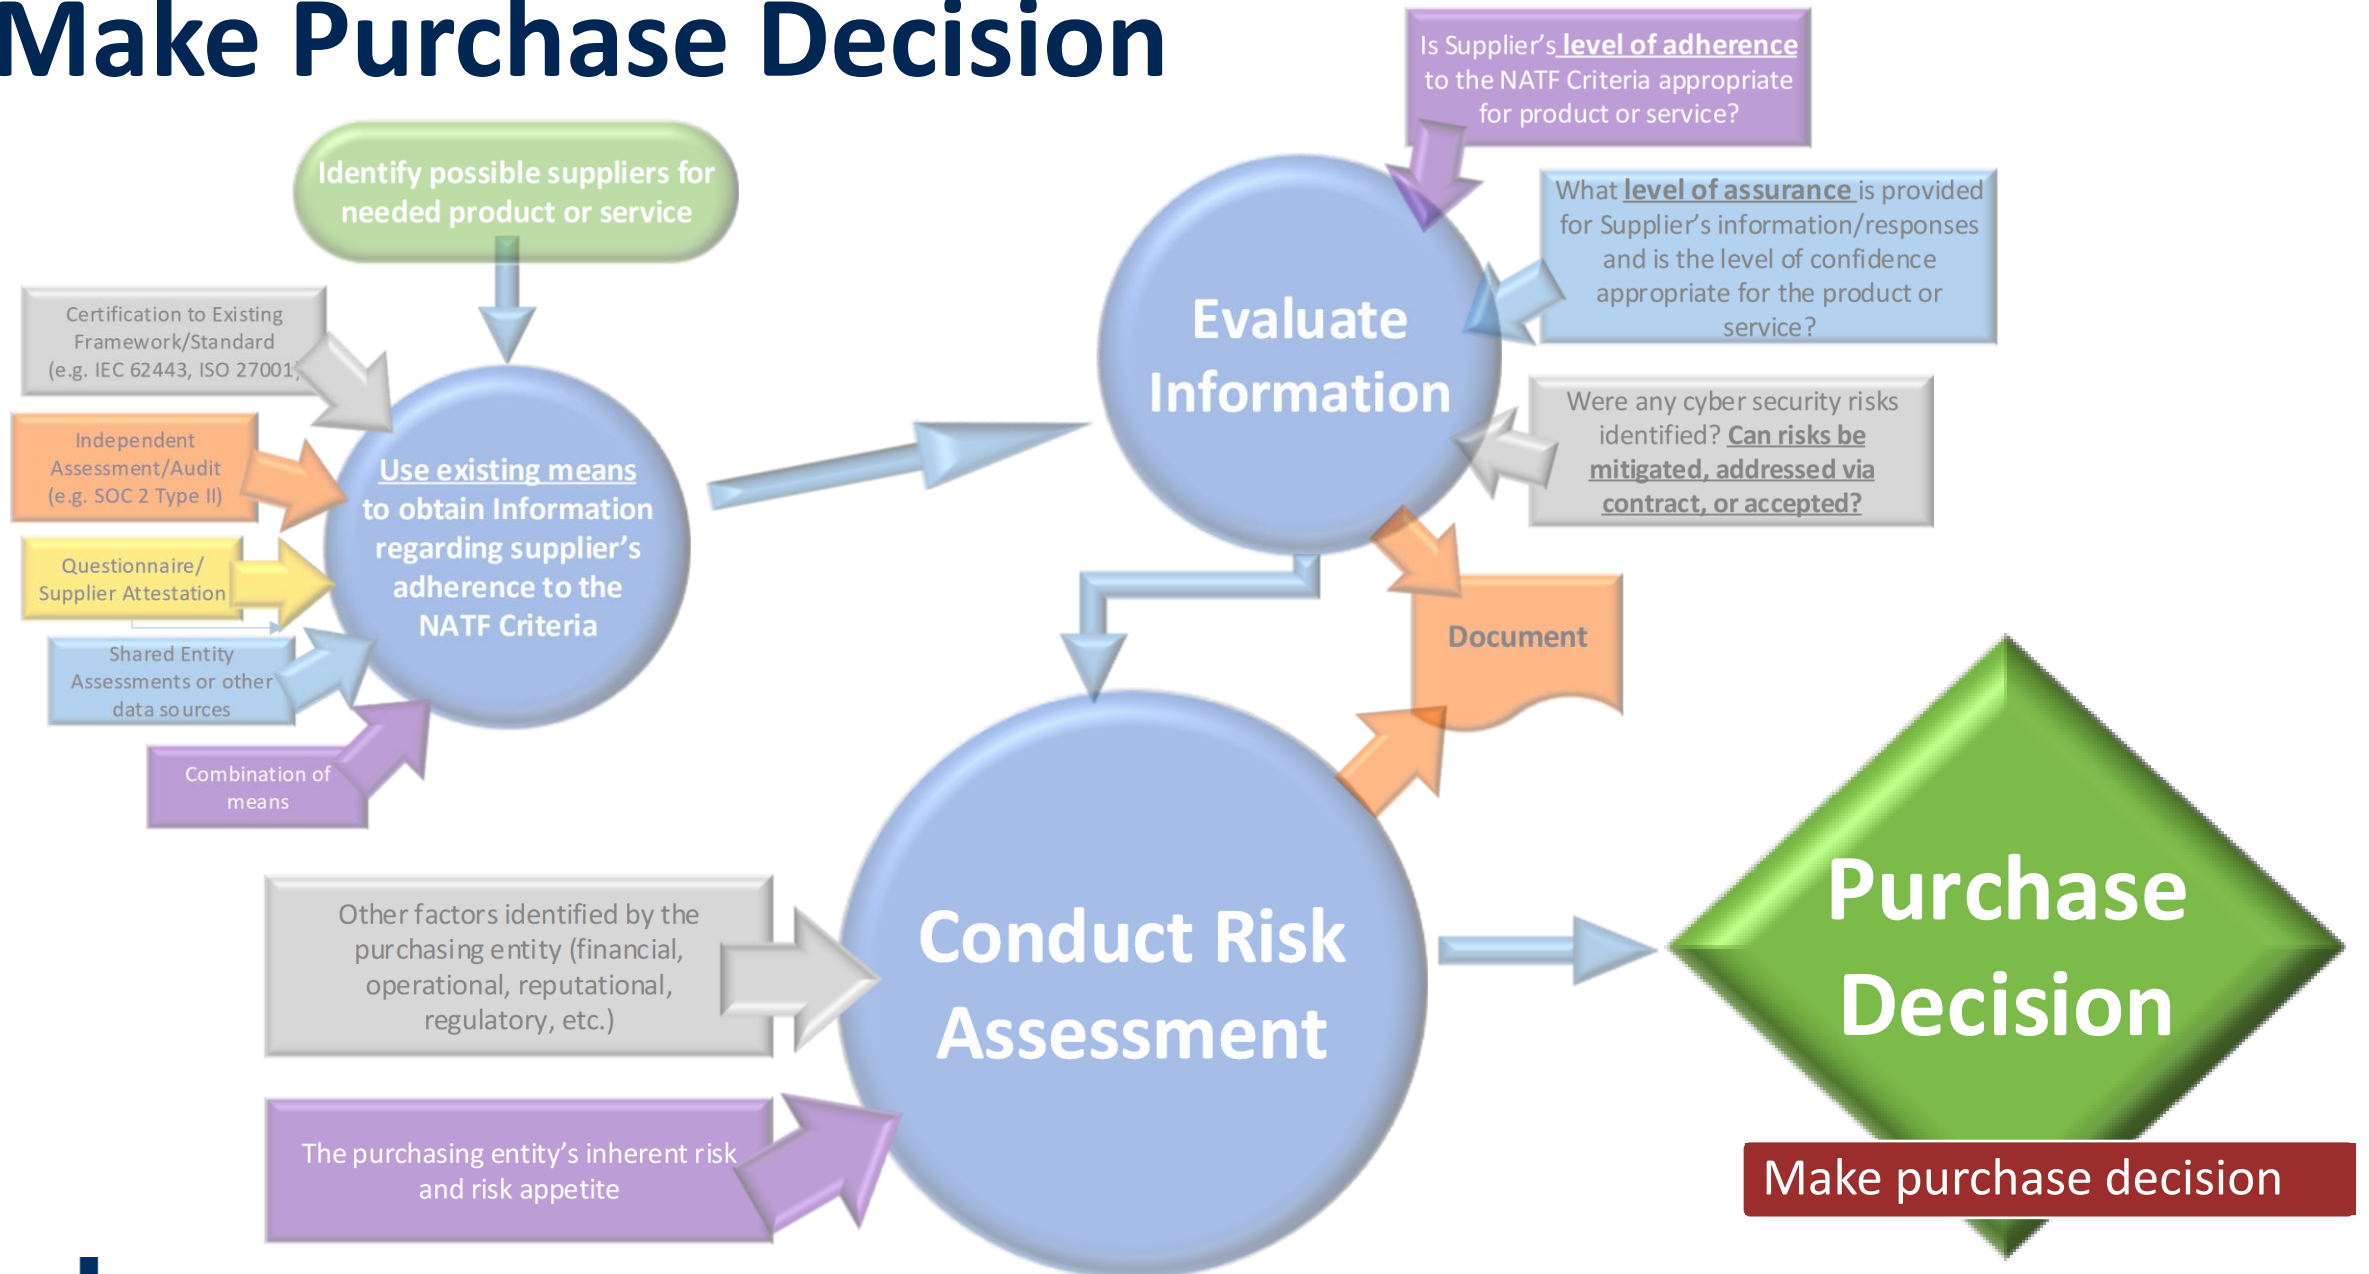 Make Purchase Decision
Identify possible suppliers for
needed product or service
Certification to Existing
Framework/Standard
(e.g. IEC 62443, ISO 27001)
Independent
Assessment/Audit
(e.g. SOC 2 Type II)
Questionnaire/
Supplier Attestation
Shared Entity
Assessments or other
data sources
Combination of
means
Use existing means
to obtain Information
regarding supplier’s
adherence to the
NATF Criteria
Evaluate
Information
Is Supplier’s level of adherence
to the NATF Criteria appropriate
for product or service?
What level of assurance is provided
for Supplier’s information/responses
and is the level of confidence
appropriate for the product or
service?
Were any cyber security risks
identified? Can risks be
mitigated, addressed via
contract, or accepted?
Document
Other factors identified by the
purchasing entity (financial,
operational, reputational,
regulatory, etc.)
The purchasing entity’s inherent risk
and risk appetite
Conduct Risk
Assessment
Purchase
Decision
Make purchase decision